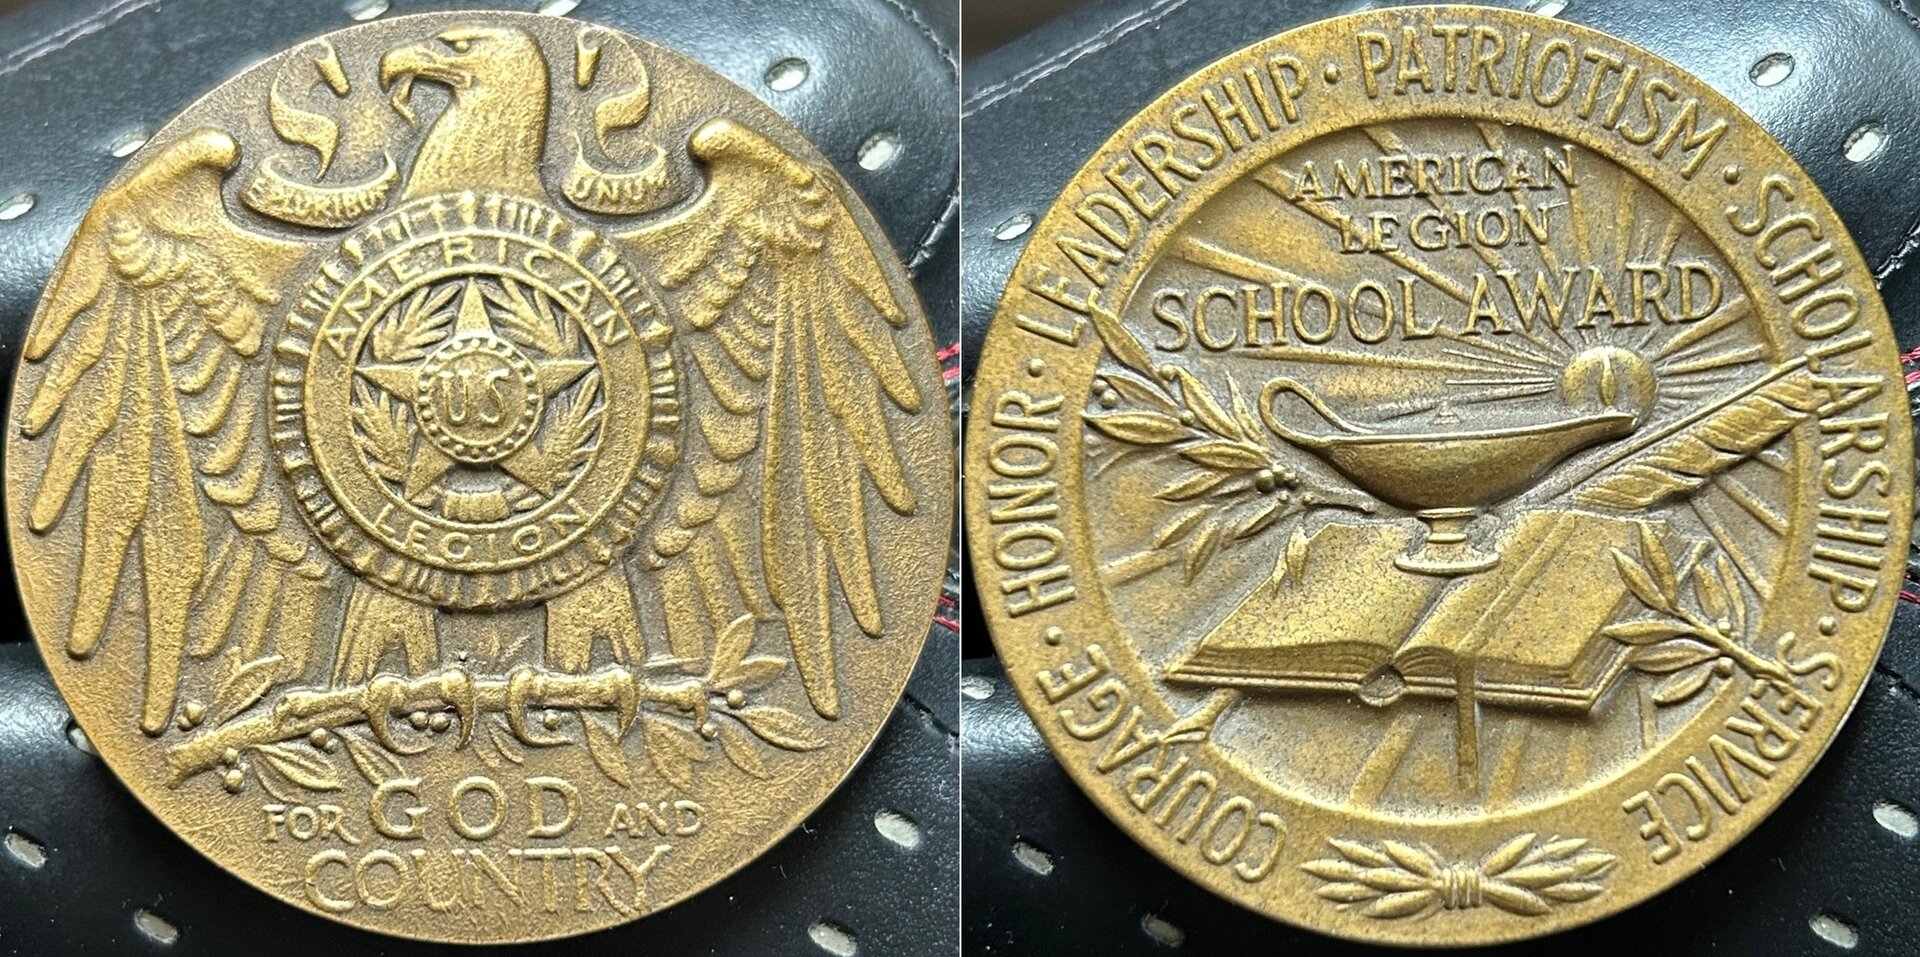 E PLURIBUS UNUM
AMERICAN
US
LEGION
FOR GOD AND
COUNTRY
COURAGE · HONOR · LEADERSHIP · PATRIOTISM · SCHOLARSHIP · SERVICE
AMERICAN
LEGION
SCHOOL AWARD